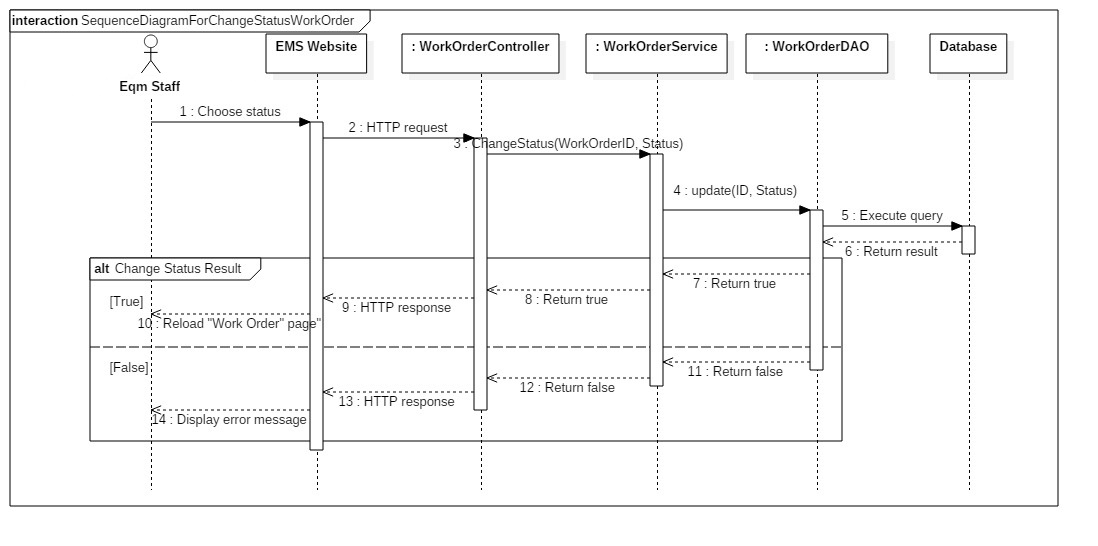 interaction SequenceDiagramForChangeStatusWorkOrder
EMS Website
: WorkOrderController
: WorkOrderService
: WorkOrderDAO
Database
Eqm Staff
1 : Choose status
2 : HTTP request
3 : ChangeStatus(WorkOrderID, Status)
4 : update(ID, Status)
5 : Execute query
6 : Return result
alt Change Status Result
7 : Return true
8 : Return true
[True]
9 : HTTP response
10 : Reload "Work Order" page"
[False]
11 : Return false
12 : Return false
13 : HTTP response
14 : Display error message